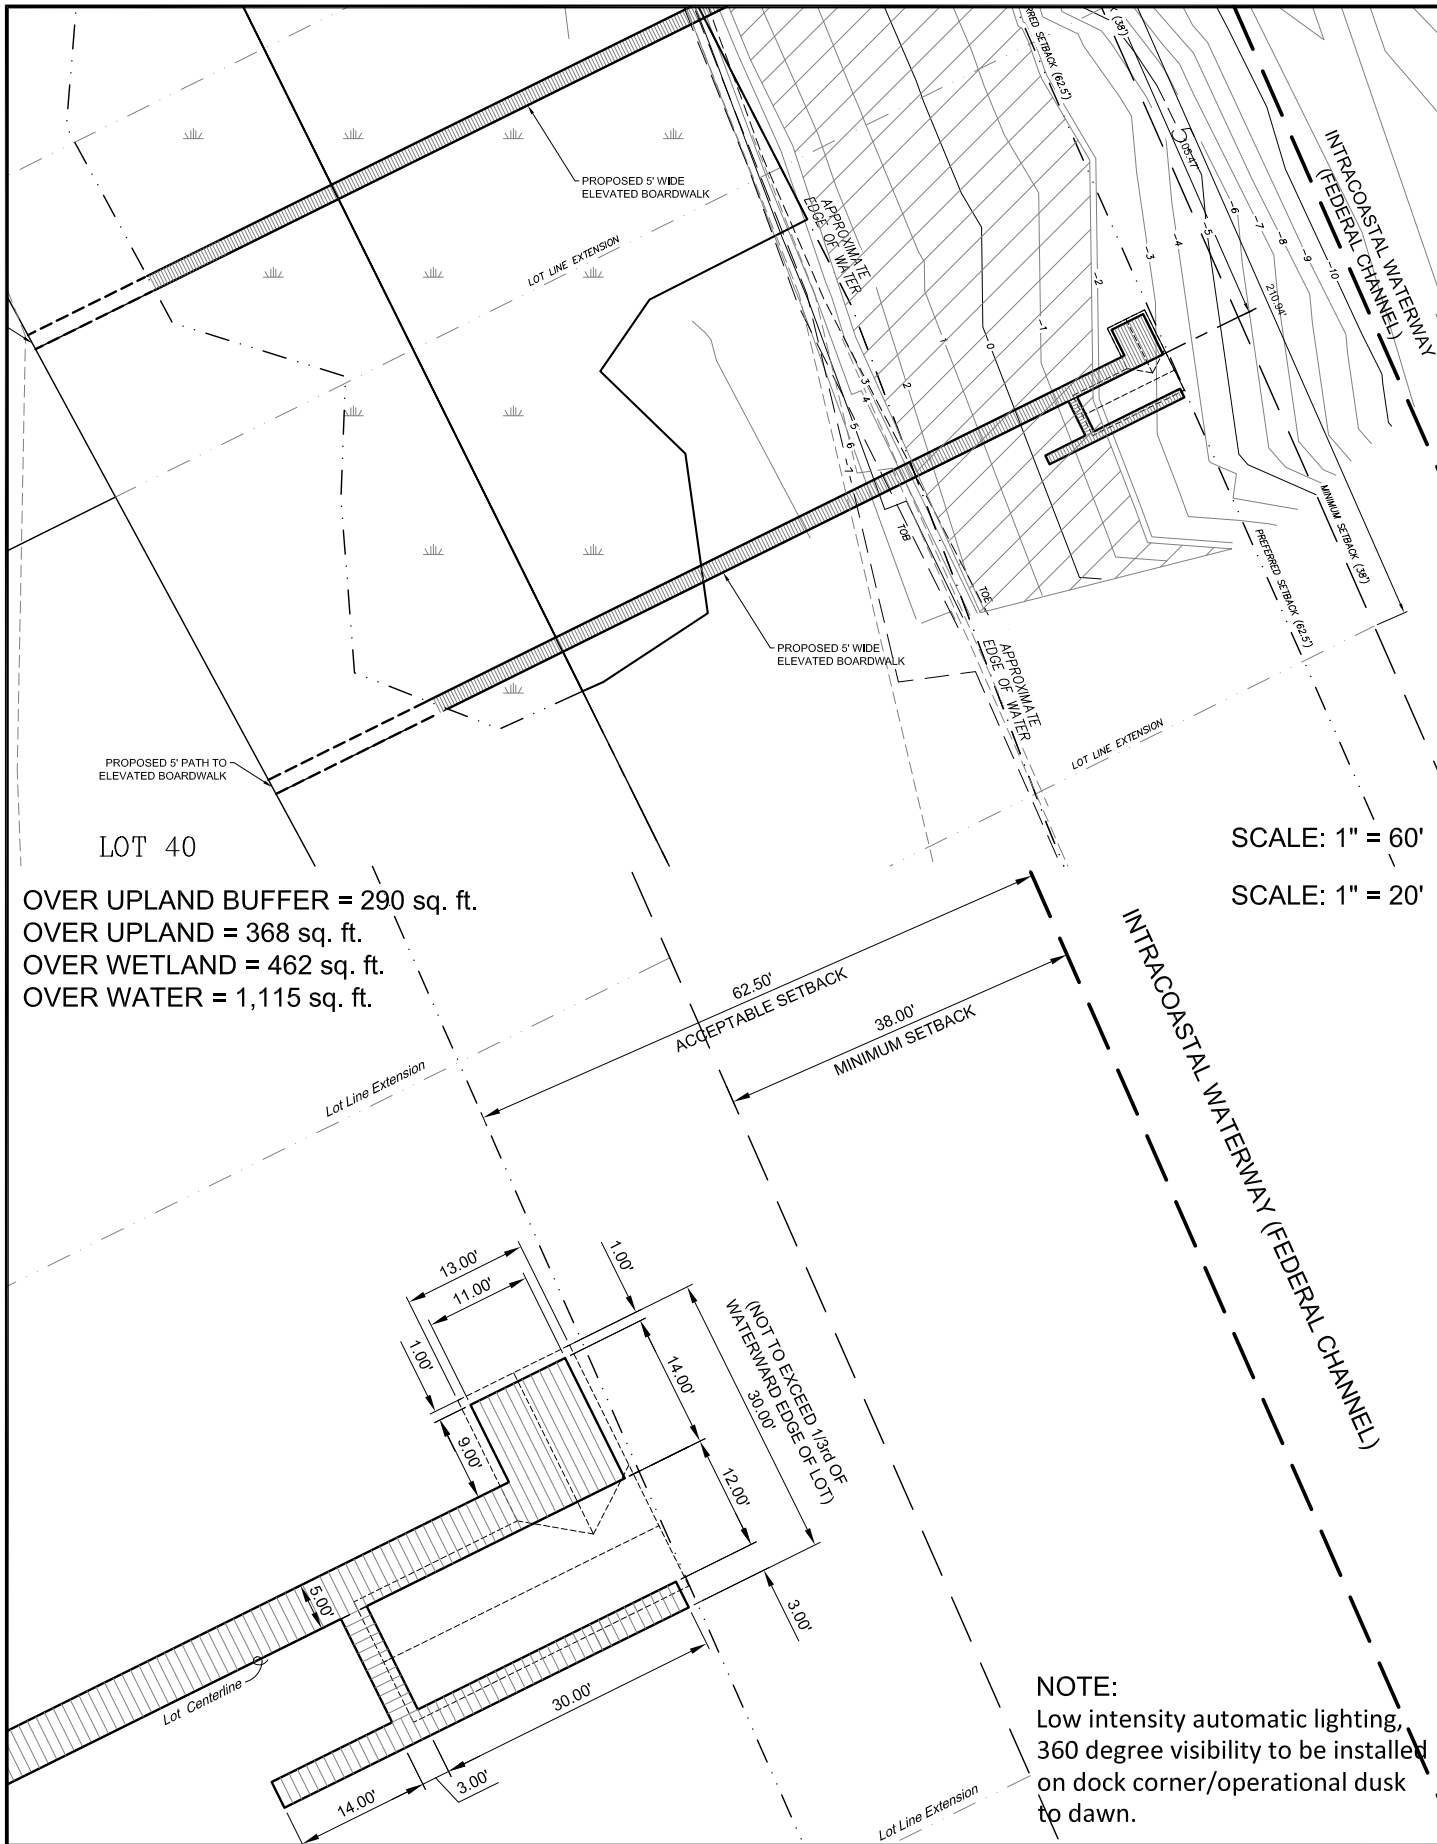 RRED SETBACK (62.5')
K (38')
105.47
INTRACOASTAL WATERWAY
(FEDERAL CHANNEL)
PROPOSED 5' WIDE
ELEVATED BOARDWALK
APPROXIMATE
EDGE OF WATER
LOT LINE EXTENSION
-2
-3
-4
-5
-6
-7
-8
-9
-10
210.94'
-1
0
1
2
3
4
5
6
7
TOB
TOE
MINIMUM SETBACK (38')
PREFERRED SETBACK (62.5')
PROPOSED 5' WIDE
ELEVATED BOARDWALK
APPROXIMATE
EDGE OF WATER
LOT LINE EXTENSION
PROPOSED 5' PATH TO
ELEVATED BOARDWALK
LOT 40
SCALE: 1" = 60'
SCALE: 1" = 20'
OVER UPLAND BUFFER = 290 sq. ft.
OVER UPLAND = 368 sq. ft.
OVER WETLAND = 462 sq. ft.
OVER WATER = 1,115 sq. ft.
62.50'
ACCEPTABLE SETBACK
38.00'
MINIMUM SETBACK
INTRACOASTAL WATERWAY (FEDERAL CHANNEL)
Lot Line Extension
13.00'
11.00'
1.00'
1.00'
9.00'
14.00'
12.00'
30.00'
(NOT TO EXCEED 1/3rd OF
WATERWARD EDGE OF LOT)
3.00'
5.00'
Lot Centerline
30.00'
3.00'
14.00'
Lot Line Extension
NOTE:
Low intensity automatic lighting,
360 degree visibility to be installed
on dock corner/operational dusk
to dawn.